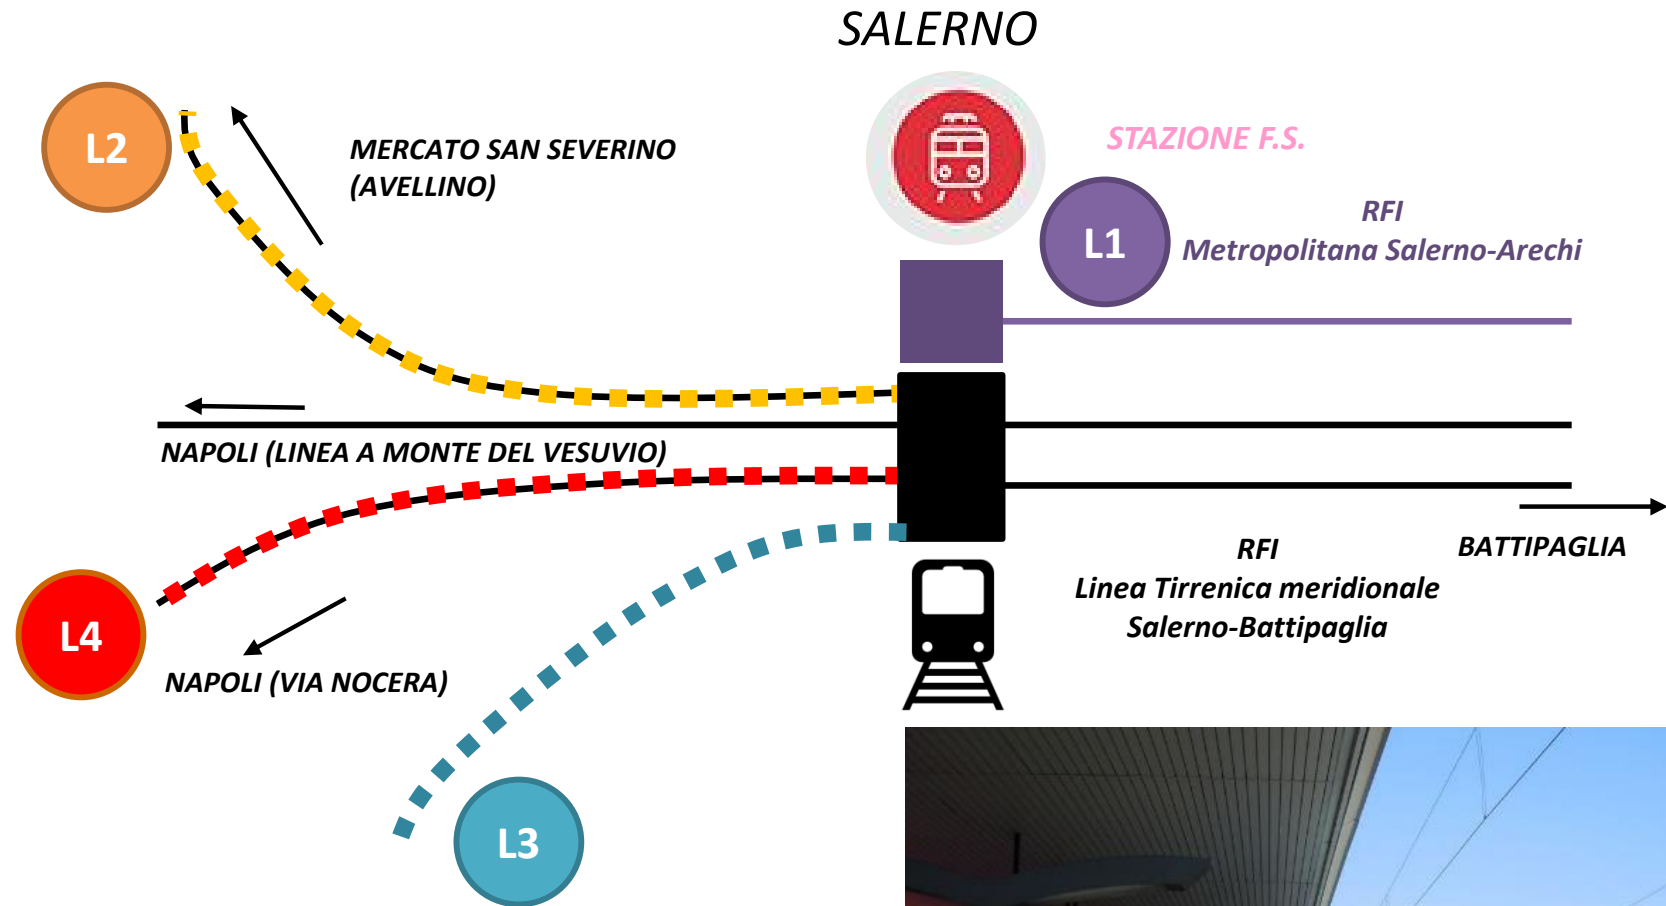 SALERNO
L2
MERCATO SAN SEVERINO
(AVELLINO)
STAZIONE F.S.
L1
RFI
Metropolitana Salerno-Arechi
NAPOLI (LINEA A MONTE DEL VESUVIO)
L4
NAPOLI (VIA NOCERA)
RFI
Linea Tirrenica meridionale
Salerno-Battipaglia
BATTIPAGLIA
L3